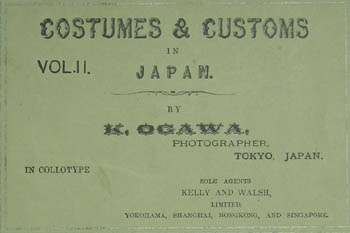 COSTUMES & CUSTOMS
IN
VOL. II.
JAPAN.
BY
K. OGAWA,
PHOTOGRAPHER,
TOKYO, JAPAN.
IN COLLOTYPE
SOLE AGENTS
KELLY AND WALSH,
LIMITED
YOKOHAMA, SHANGHAI, HONGKONG, AND SINGAPORE.